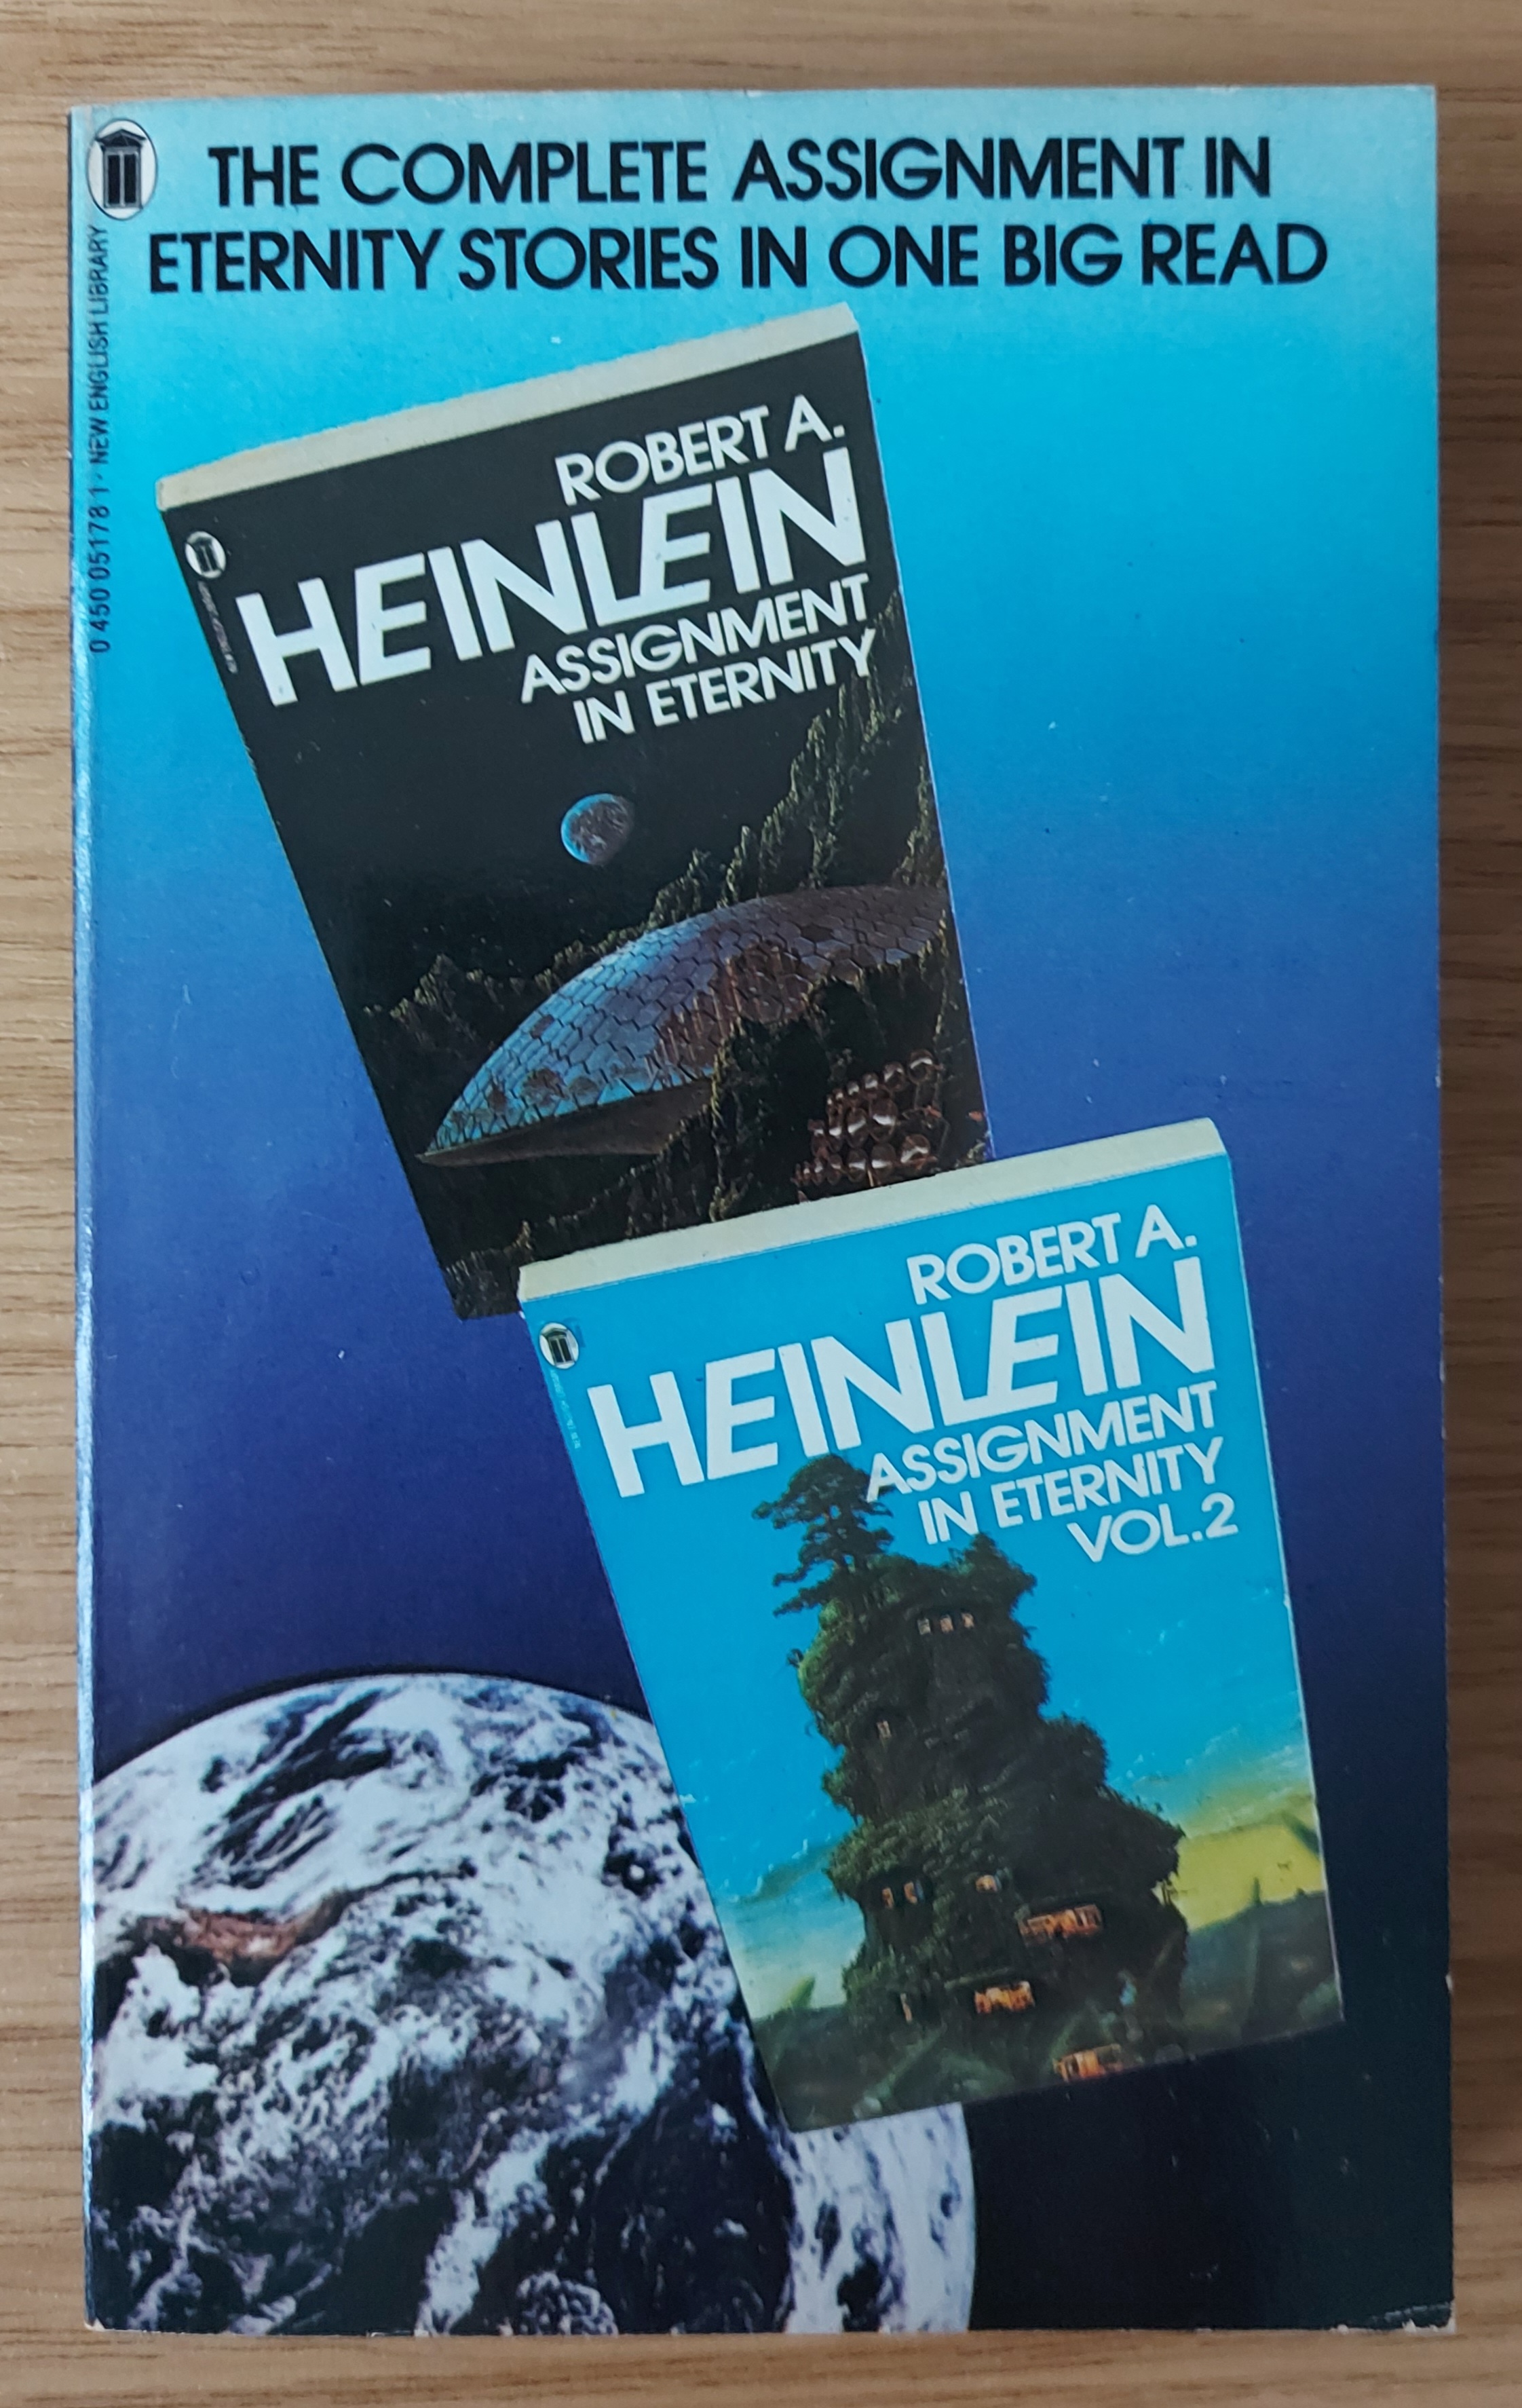 THE COMPLETE ASSIGNMENT IN
ETERNITY STORIES IN ONE BIG READ
0 450 05178 1 · NEW ENGLISH LIBRARY
ROBERT A.
HEINLEIN
ASSIGNMENT
IN ETERNITY
ROBERT A.
HEINLEIN
ASSIGNMENT
IN ETERNITY
VOL.2